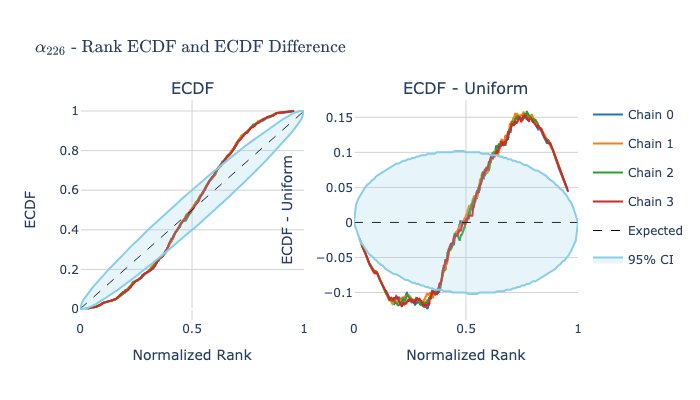 α226 - Rank ECDF and ECDF Difference
ECDF
ECDF - Uniform
ECDF
1
0.8
0.6
0.4
0.2
0
0
0.5
1
Normalized Rank
ECDF - Uniform
0.15
0.1
0.05
0
−0.05
−0.1
0
0.5
1
Normalized Rank
Chain 0
Chain 1
Chain 2
Chain 3
Expected
95% CI